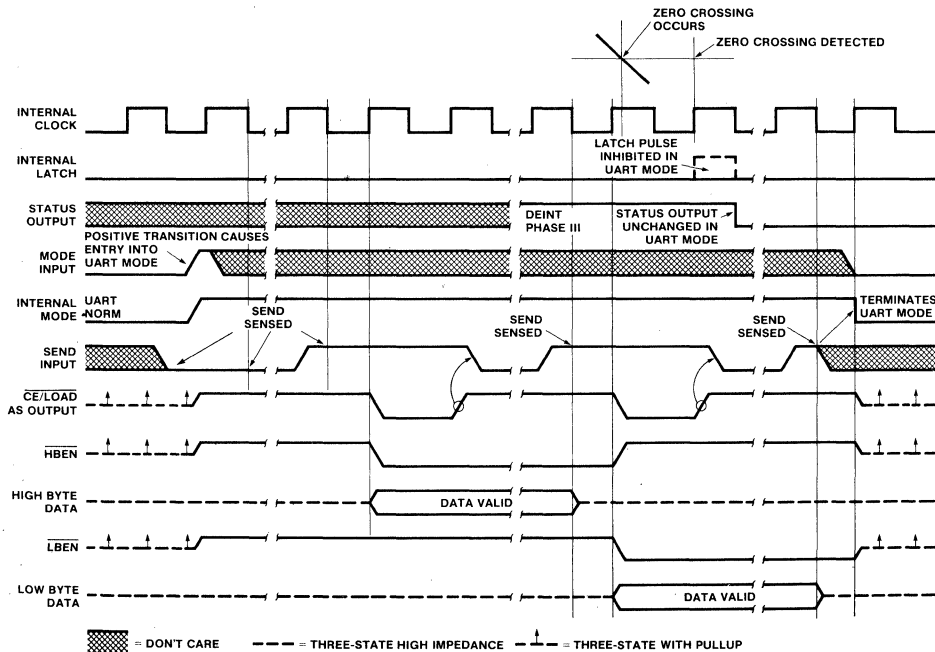 ZERO CROSSING
OCCURS
ZERO CROSSING DETECTED
INTERNAL
CLOCK
INTERNAL
LATCH
LATCH PULSE
INHIBITED IN
UART MODE
STATUS
OUTPUT
DEINT
PHASE III
STATUS OUTPUT
UNCHANGED IN
UART MODE
POSITIVE TRANSITION CAUSES
ENTRY INTO
UART MODE
MODE
INPUT
INTERNAL
MODE
UART
NORM
SEND
SENSED
SEND
SENSED
SEND
SENSED
TERMINATES
UART MODE
SEND
INPUT
CE/LOAD
AS OUTPUT
HBEN
HIGH BYTE
DATA
DATA VALID
LBEN
LOW BYTE
DATA
DATA VALID
= DON'T CARE
= THREE-STATE HIGH IMPEDANCE
= THREE-STATE WITH PULLUP